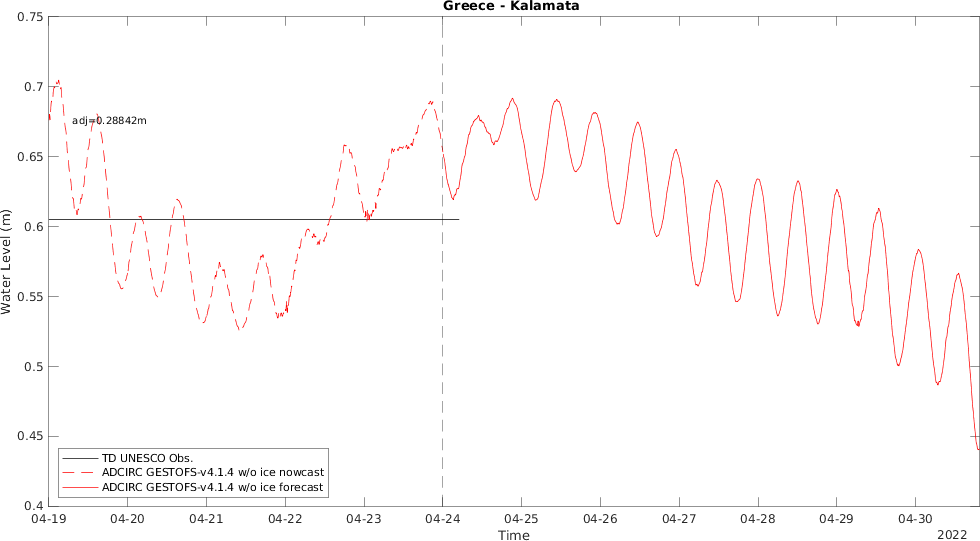 Greece - Kalamata
0.75
0.7
adj=0.28842m
0.65
0.6
Water Level (m)
0.55
0.5
0.45
0.4
TD UNESCO Obs.
ADCIRC GESTOFS-v4.1.4 w/o ice nowcast
ADCIRC GESTOFS-v4.1.4 w/o ice forecast
04-19 04-20 04-21 04-22 04-23 04-24 04-25 04-26 04-27 04-28 04-29 04-30
Time
2022